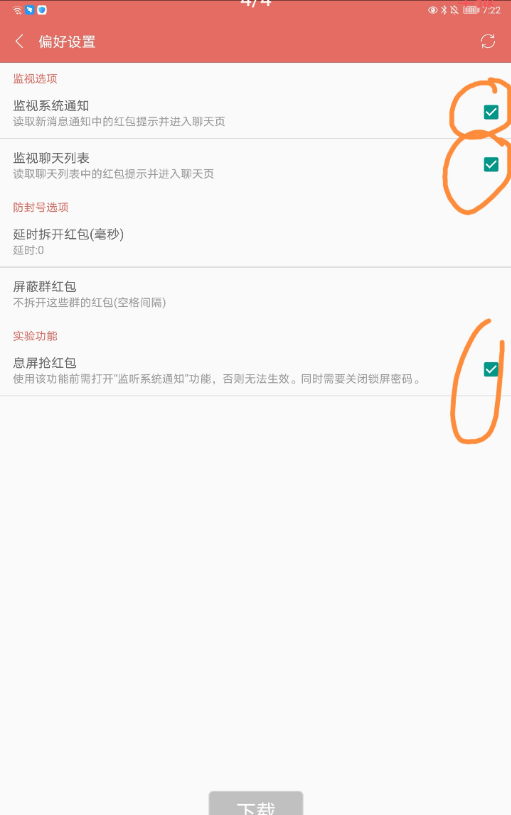 4/4
7:22
偏好设置
监视选项
监视系统通知
读取新消息通知中的红包提示并进入聊天页
监视聊天列表
读取聊天列表中的红包提示并进入聊天页
防封号选项
延时拆开红包(毫秒)
延时:0
屏蔽群红包
不拆开这些群的红包(空格间隔)
实验功能
息屏抢红包
使用该功能前需打开"监听系统通知"功能，否则无法生效。同时需要关闭锁屏密码。
下载